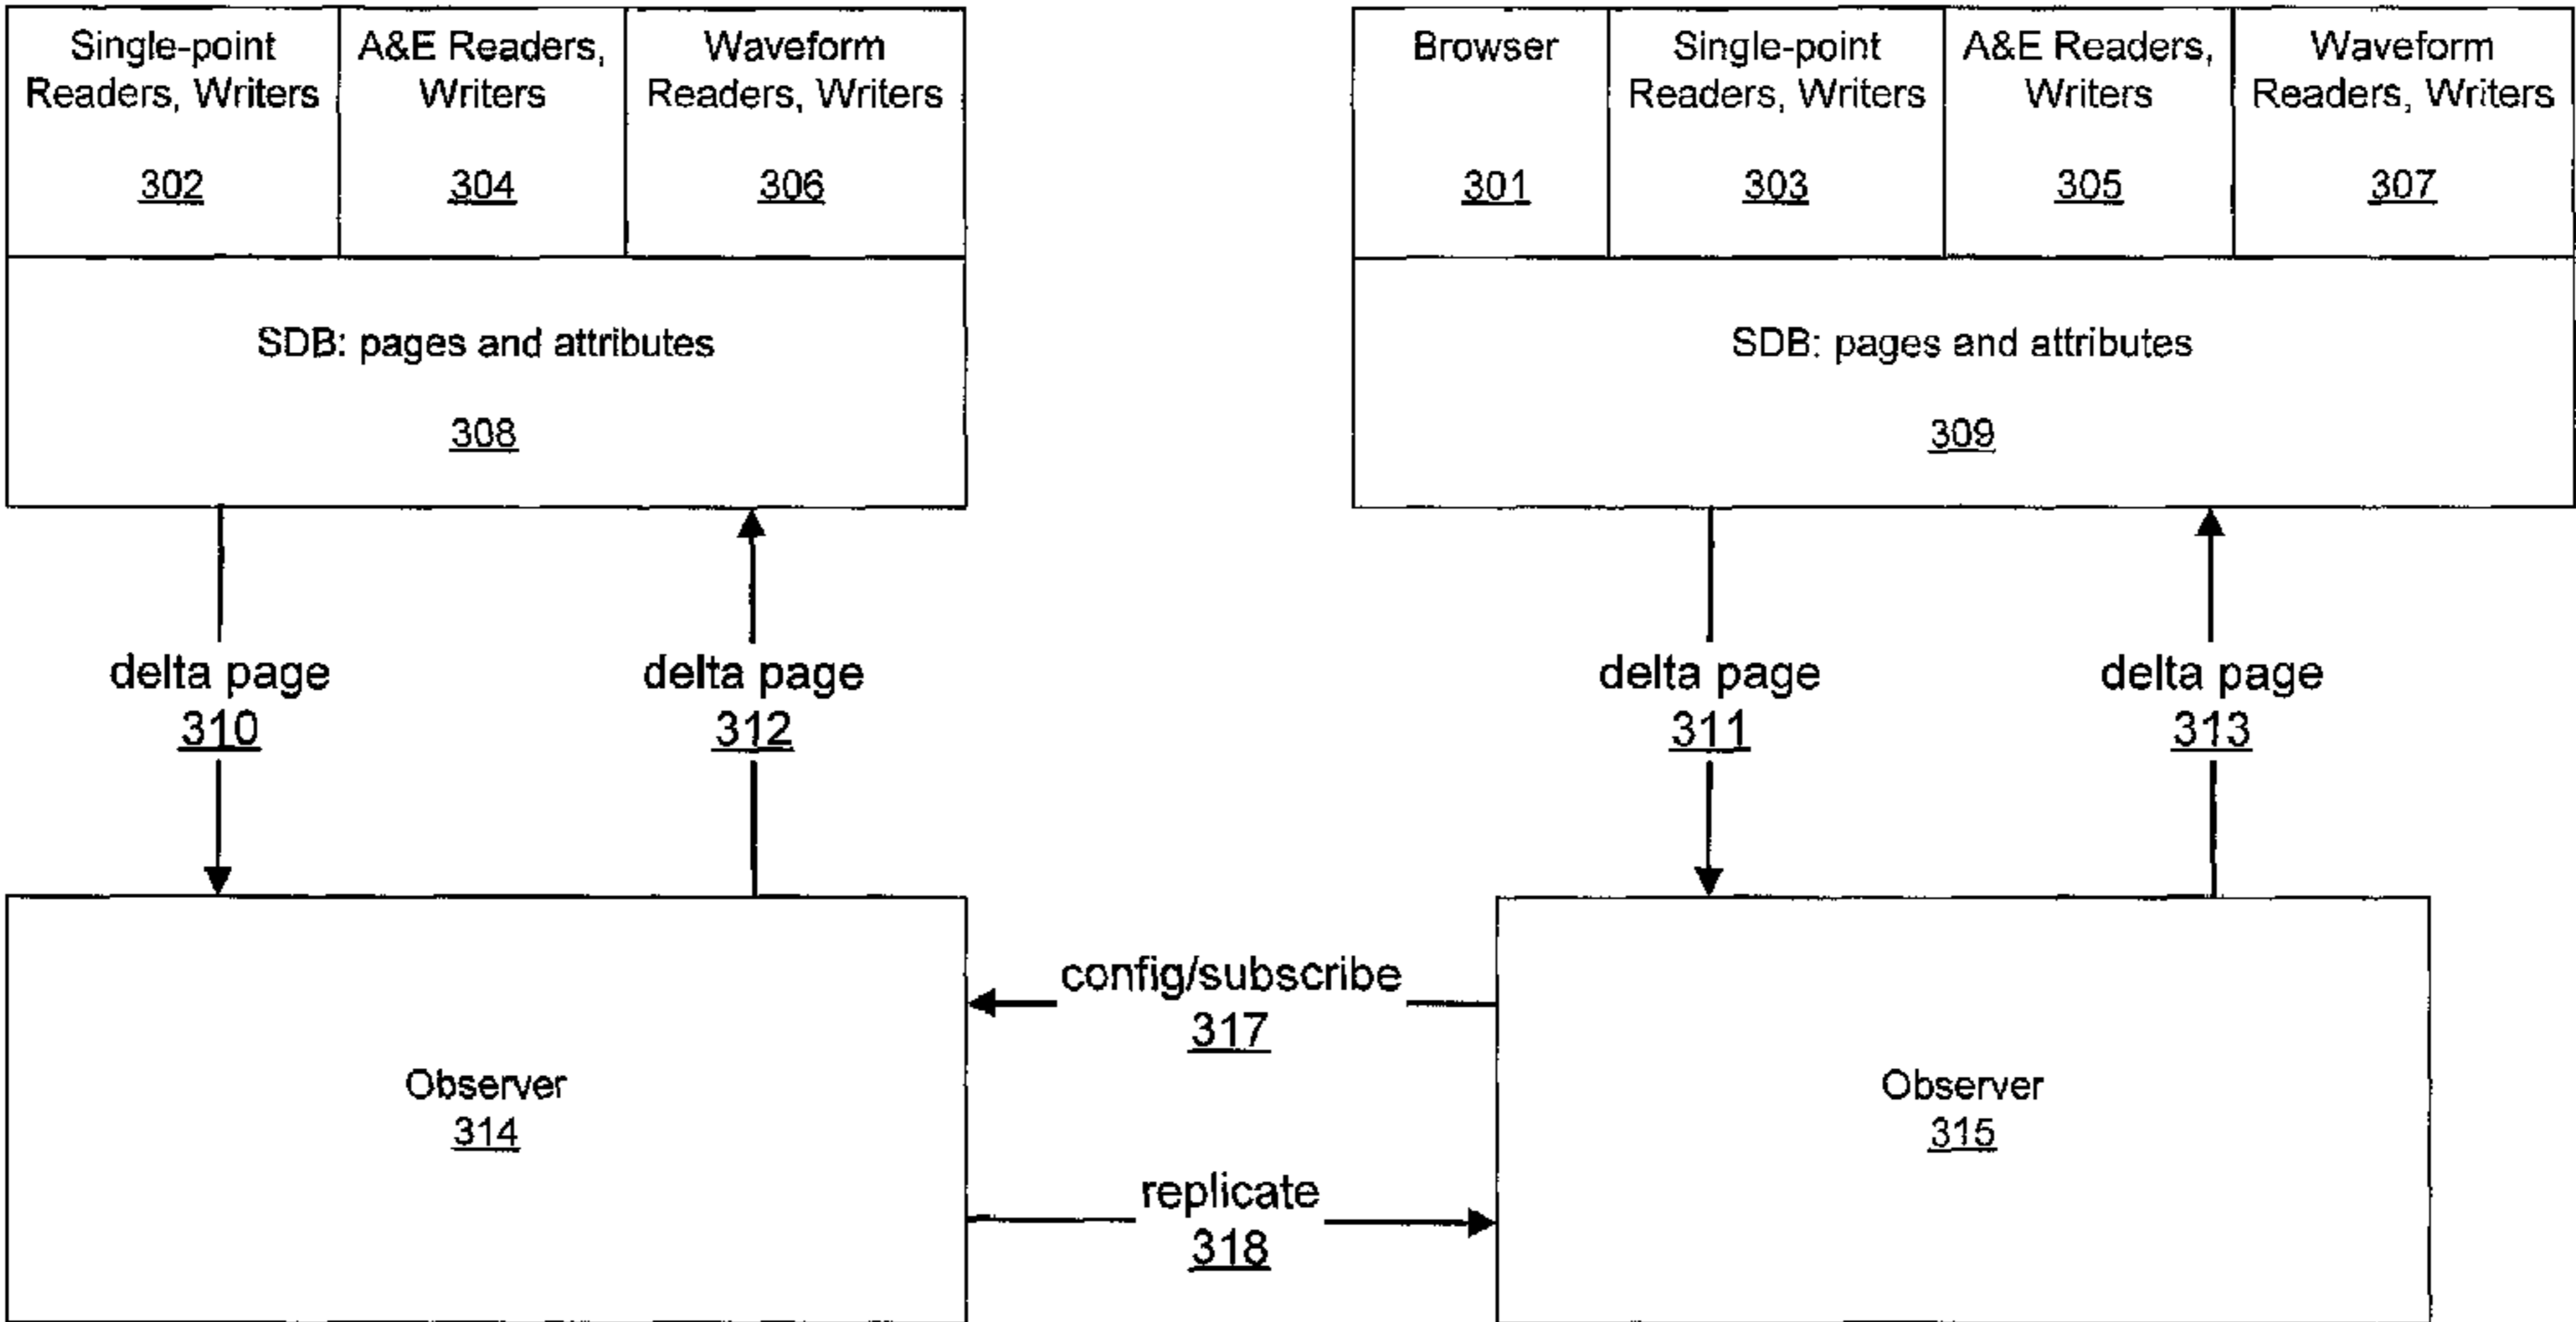 Single-point
Readers, Writers
302
A&E Readers,
Writers
304
Waveform
Readers, Writers
306
SDB: pages and attributes
308
Browser
301
Single-point
Readers, Writers
303
A&E Readers,
Writers
305
Waveform
Readers, Writers
307
SDB: pages and attributes
309
delta page
310
delta page
312
delta page
311
delta page
313
Observer
314
config/subscribe
317
replicate
318
Observer
315